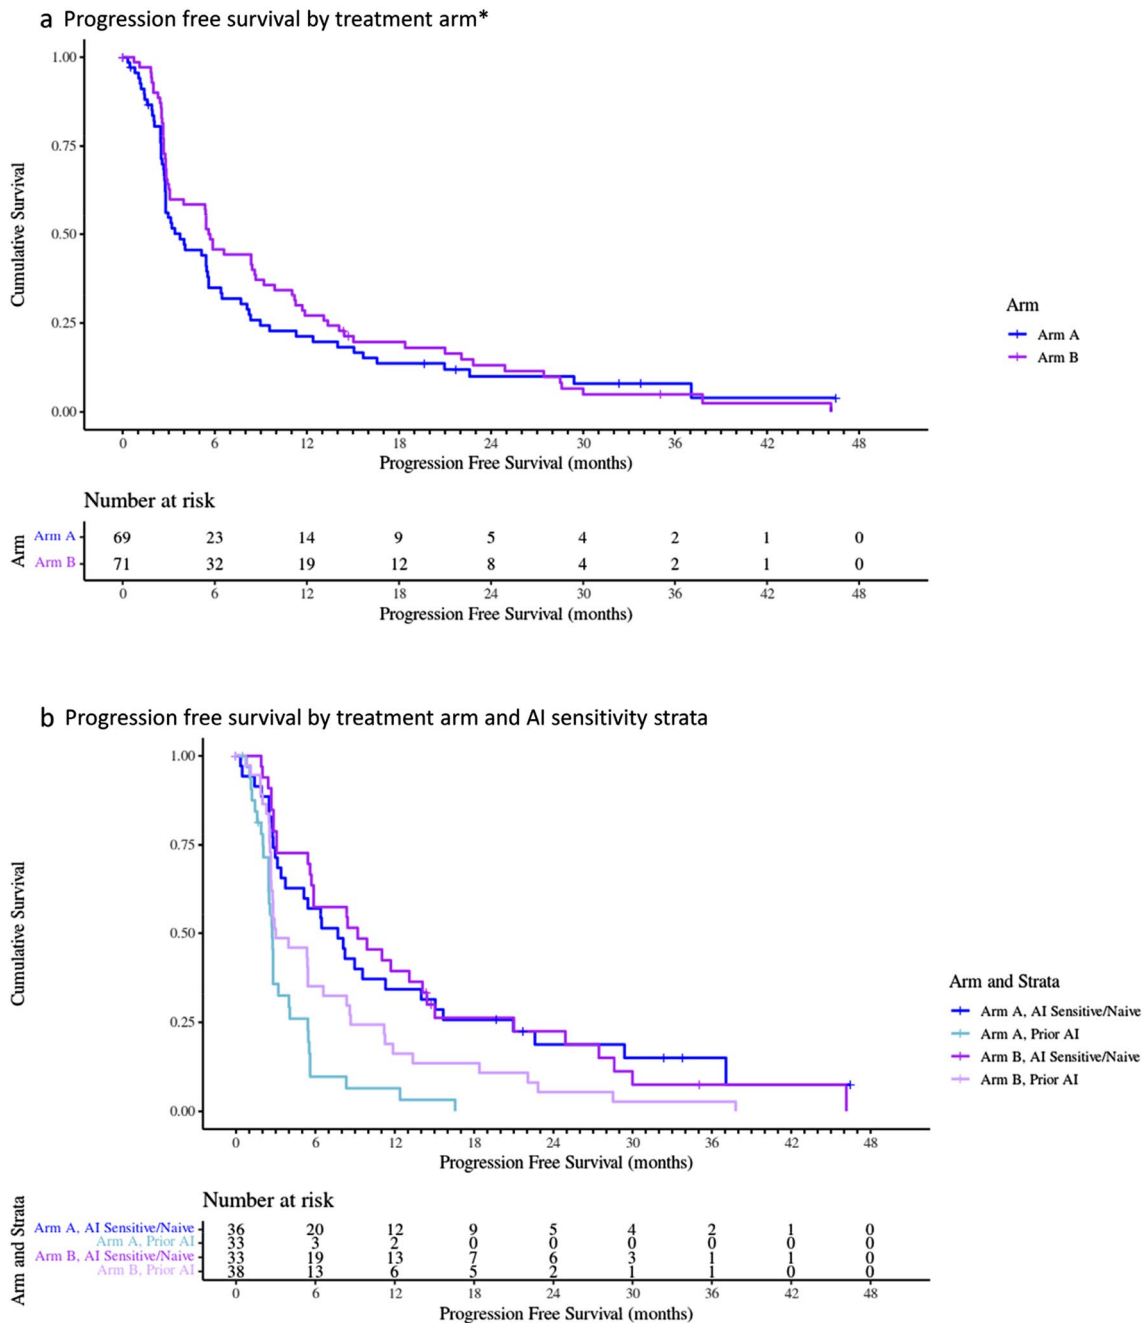 a Progression free survival by treatment arm*
1.00
0.75
0.50
0.25
0.00
Cumulative Survival
0 6 12 18 24 30 36 42 48
Progression Free Survival (months)
Arm
Arm A
Arm B
Number at risk
Arm
Arm A 69 23 14 9 5 4 2 1 0
Arm B 71 32 19 12 8 4 2 1 0
0 6 12 18 24 30 36 42 48
Progression Free Survival (months)
b Progression free survival by treatment arm and AI sensitivity strata
1.00
0.75
0.50
0.25
0.00
Cumulative Survival
0 6 12 18 24 30 36 42 48
Progression Free Survival (months)
Arm and Strata
Arm A, AI Sensitive/Naive
Arm A, Prior AI
Arm B, AI Sensitive/Naive
Arm B, Prior AI
Number at risk
Arm and Strata
Arm A, AI Sensitive/Naive 36 20 12 9 5 4 2 1 0
Arm A, Prior AI 33 3 2 0 0 0 0 0 0
Arm B, AI Sensitive/Naive 33 19 13 7 6 3 1 1 0
Arm B, Prior AI 38 13 6 5 2 1 1 0 0
0 6 12 18 24 30 36 42 48
Progression Free Survival (months)